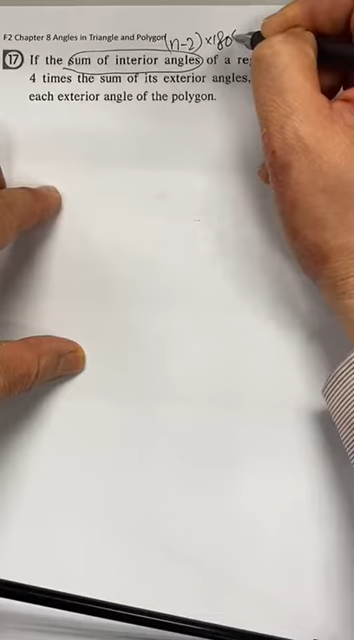 F2 Chapter 8 Angles in Triangle and Polygon
(n-2)×180°
17 If the sum of interior angles of a
4 times the sum of its exterior angles,
each exterior angle of the polygon.